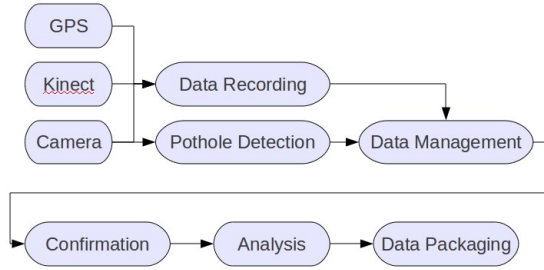 GPS
Kinect
Data Recording
Camera
Pothole Detection
Data Management
Confirmation
Analysis
Data Packaging